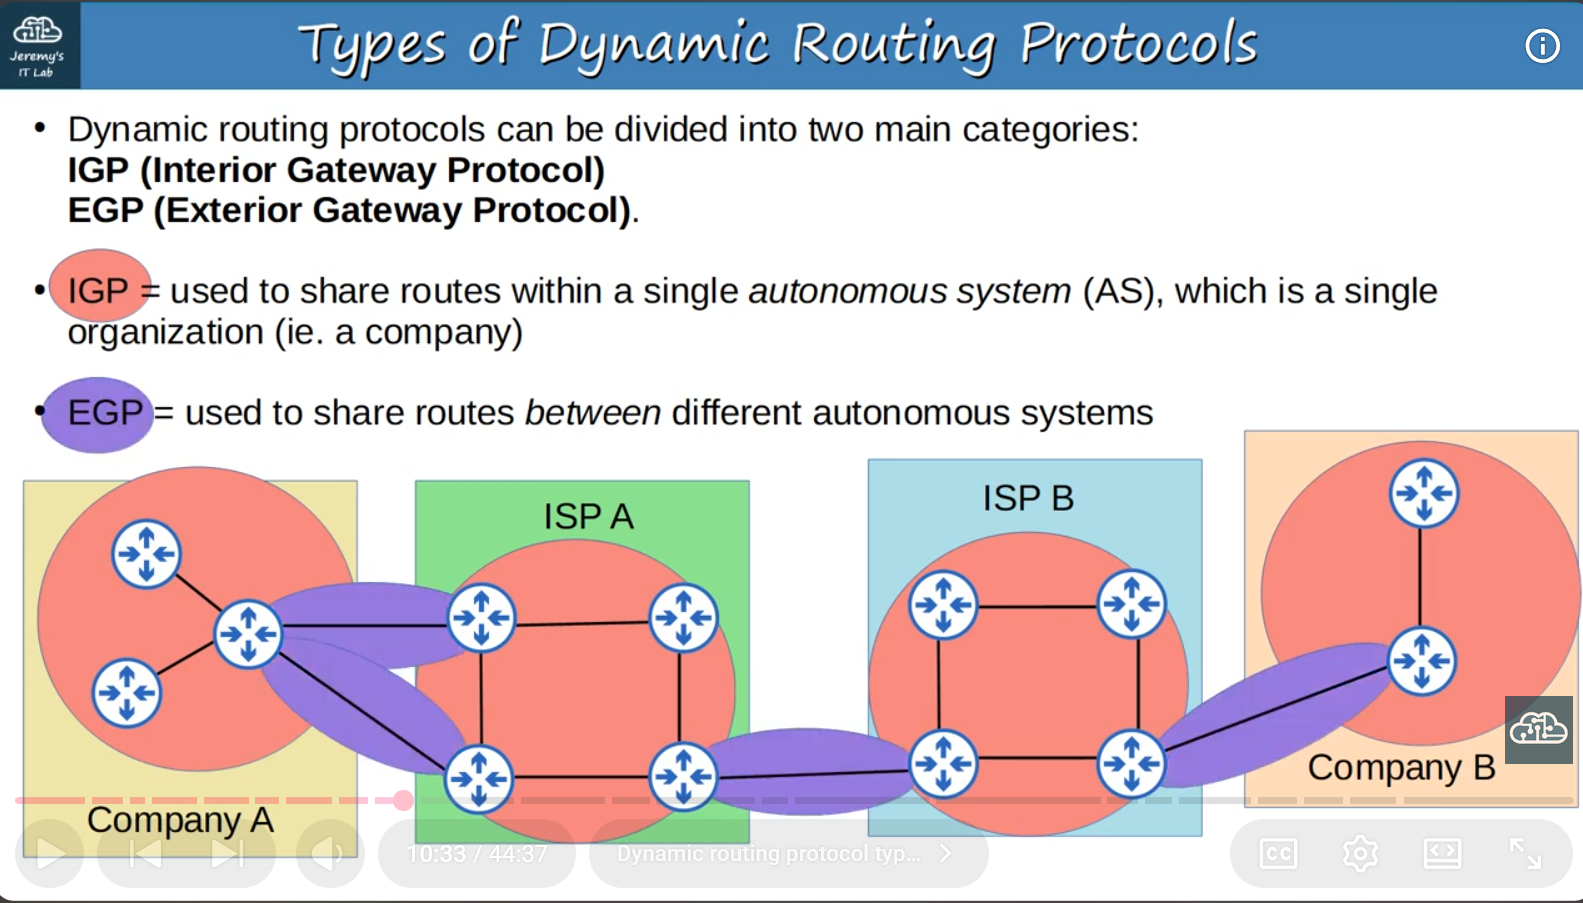 Jeremy's
IT Lab
Types of Dynamic Routing Protocols
• Dynamic routing protocols can be divided into two main categories:
IGP (Interior Gateway Protocol)
EGP (Exterior Gateway Protocol).
• IGP = used to share routes within a single autonomous system (AS), which is a single
organization (ie. a company)
• EGP = used to share routes between different autonomous systems
ISP A
ISP B
Company B
Company A
10:33 / 44:37
Dynamic routing protocol typ...
CC